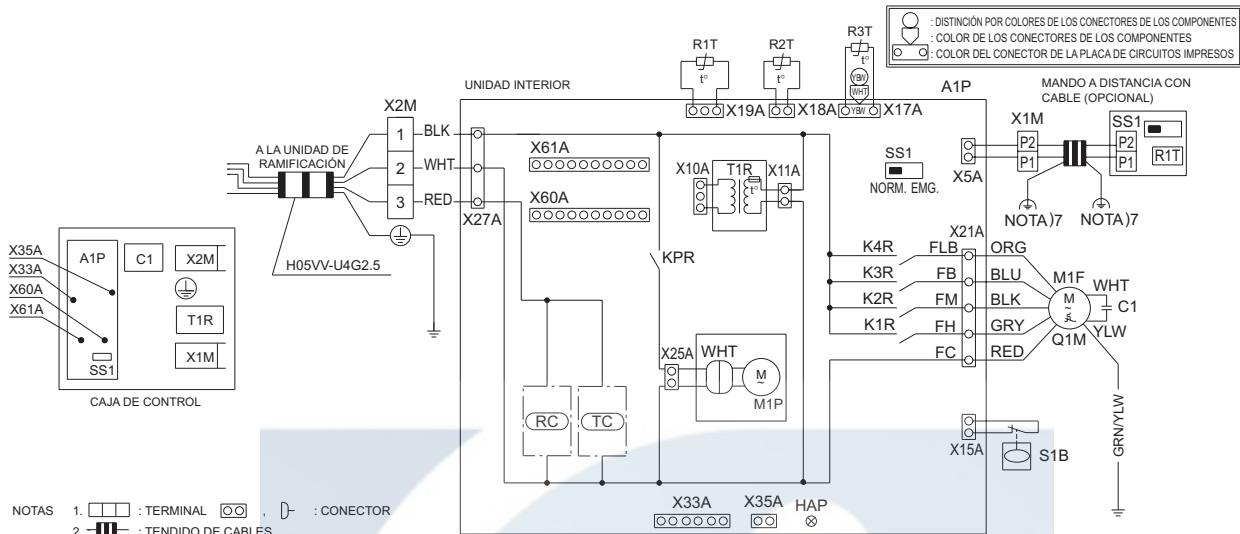 : DISTINCIÓN POR COLORES DE LOS CONECTORES DE LOS COMPONENTES
: COLOR DE LOS CONECTORES DE LOS COMPONENTES
: COLOR DEL CONECTOR DE LA PLACA DE CIRCUITOS IMPRESOS
R1T
t°
R2T
t°
R3T
t°
YBW
WHT
YBW
X19A
X18A
X17A
UNIDAD INTERIOR
A1P
MANDO A DISTANCIA CON
CABLE (OPCIONAL)
X1M
P2
P1
SS1
P2
P1
R1T
NOTA)7
NOTA)7
X5A
SS1
NORM. EMG.
X2M
1
BLK
2
WHT
3
RED
X27A
A LA UNIDAD DE
RAMIFICACIÓN
H05VV-U4G2.5
X61A
X60A
X10A
T1R
t°
X11A
KPR
X25A
WHT
M
~
M1P
RC
TC
K4R
FLB
ORG
K3R
FB
BLU
K2R
FM
BLK
K1R
FH
GRY
FC
RED
X21A
M1F
M
~
Q1M
WHT
C1
YLW
GRN/YLW
X15A
S1B
X35A
X33A
X60A
X61A
A1P
C1
X2M
T1R
X1M
SS1
CAJA DE CONTROL
X33A
X35A
HAP
NOTAS 1. : TERMINAL , : CONECTOR
2. : TENDIDO DE CABLES